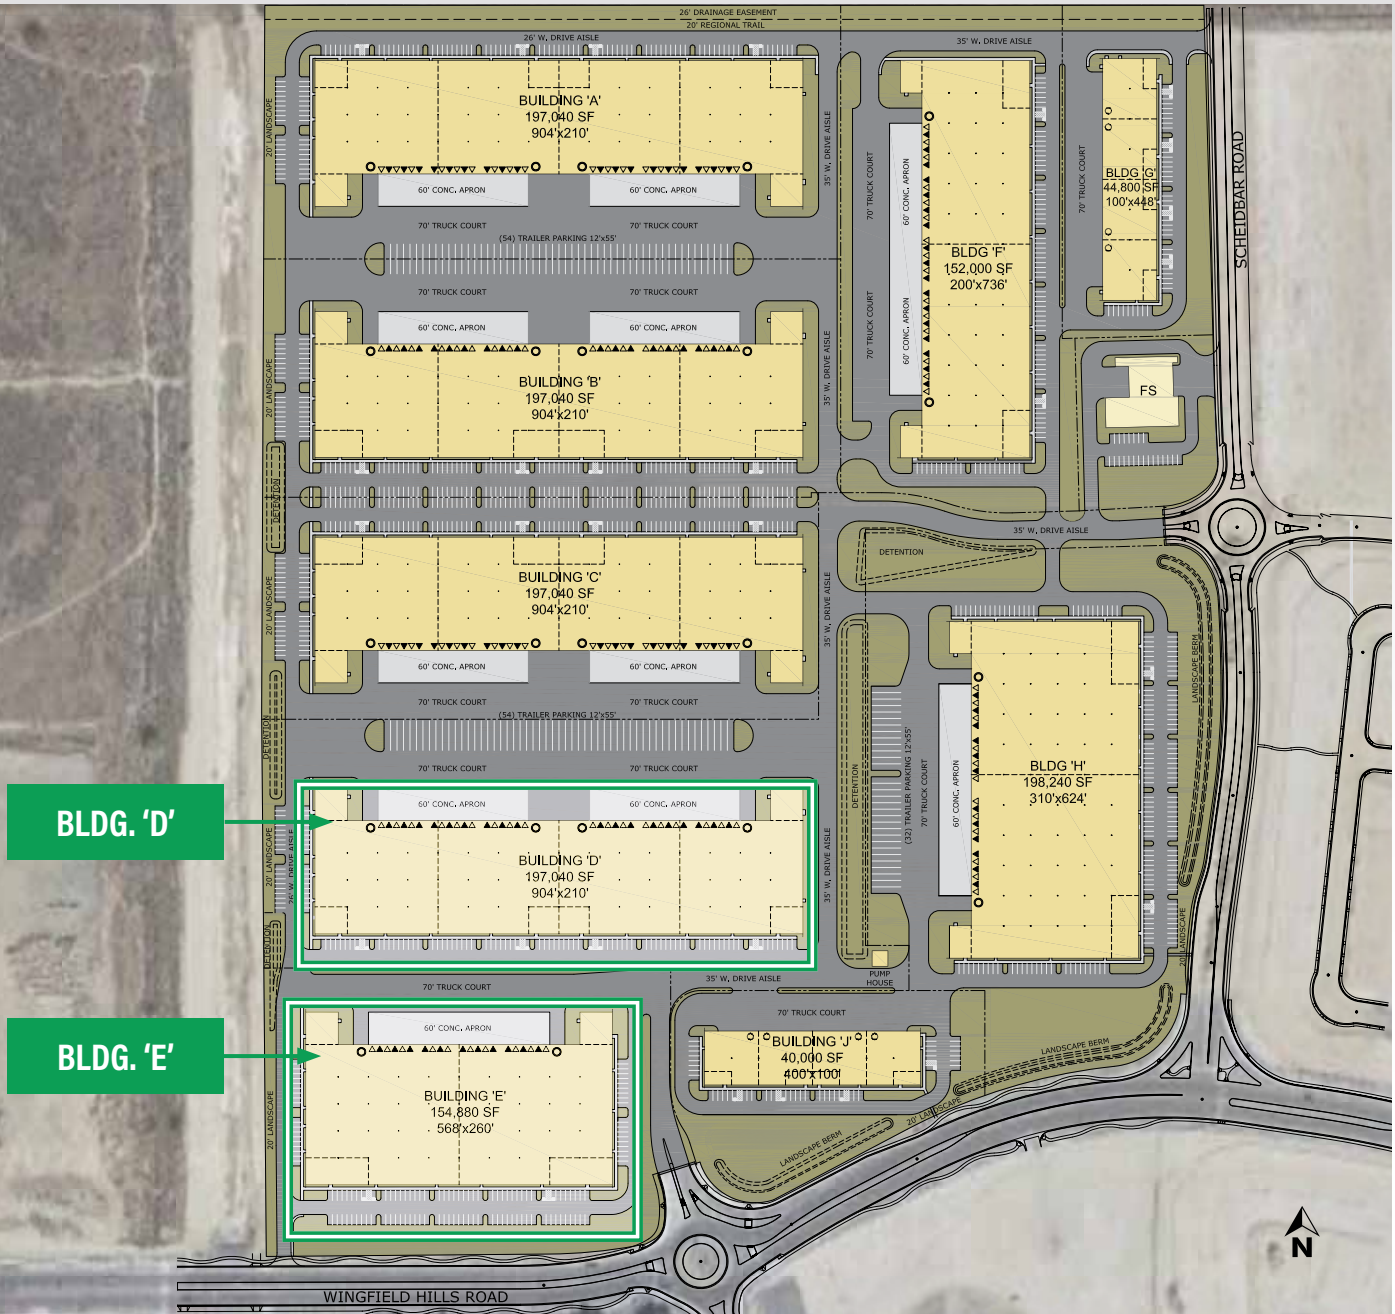 26' DRAINAGE EASEMENT
20' REGIONAL TRAIL
26' W, DRIVE AISLE
35' W. DRIVE AISLE
20' LANDSCAPE
BUILDING 'A'
197,040 SF
904'x210'
60' CONC. APRON
60' CONC. APRON
70' TRUCK COURT
70' TRUCK COURT
(54) TRAILER PARKING 12'x55'
35' W, DRIVE AISLE
70' TRUCK COURT
60' CONC. APRON
BLDG 'F'
152,000 SF
200'x736'
70' TRUCK COURT
60' CONC. APRON
70' TRUCK COURT
BLDG 'G'
44,800 SF
100'x448'
SCHEIDBAR ROAD
70' TRUCK COURT
70' TRUCK COURT
60' CONC. APRON
60' CONC. APRON
20' LANDSCAPE
BUILDING 'B'
197,040 SF
904'x210'
35' W, DRIVE AISLE
FS
DETENTION
35' W, DRIVE AISLE
DETENTION
20' LANDSCAPE
BUILDING 'C'
197,040 SF
904'x210'
35' W, DRIVE AISLE
60' CONC. APRON
60' CONC. APRON
70' TRUCK COURT
70' TRUCK COURT
(54) TRAILER PARKING 12'x55'
DETENTION
70' TRUCK COURT
70' TRUCK COURT
LANDSCAPE BERM
DETENTION
(32) TRAILER PARKING 12'x55'
70' TRUCK COURT
60' CONC. APRON
BLDG 'H'
198,240 SF
310'x624'
20' LANDSCAPE
BLDG. 'D'
20' LANDSCAPE
26' W, DRIVE AISLE
60' CONC. APRON
60' CONC. APRON
BUILDING 'D'
197,040 SF
904'x210'
35' W, DRIVE AISLE
DETENTION
PUMP
HOUSE
35' W, DRIVE AISLE
70' TRUCK COURT
70' TRUCK COURT
BLDG. 'E'
60' CONC. APRON
BUILDING 'E'
154,880 SF
568'x260'
20' LANDSCAPE
BUILDING 'J'
40,000 SF
400'x100'
LANDSCAPE BERM
20' LANDSCAPE
LANDSCAPE BERM
N
WINGFIELD HILLS ROAD